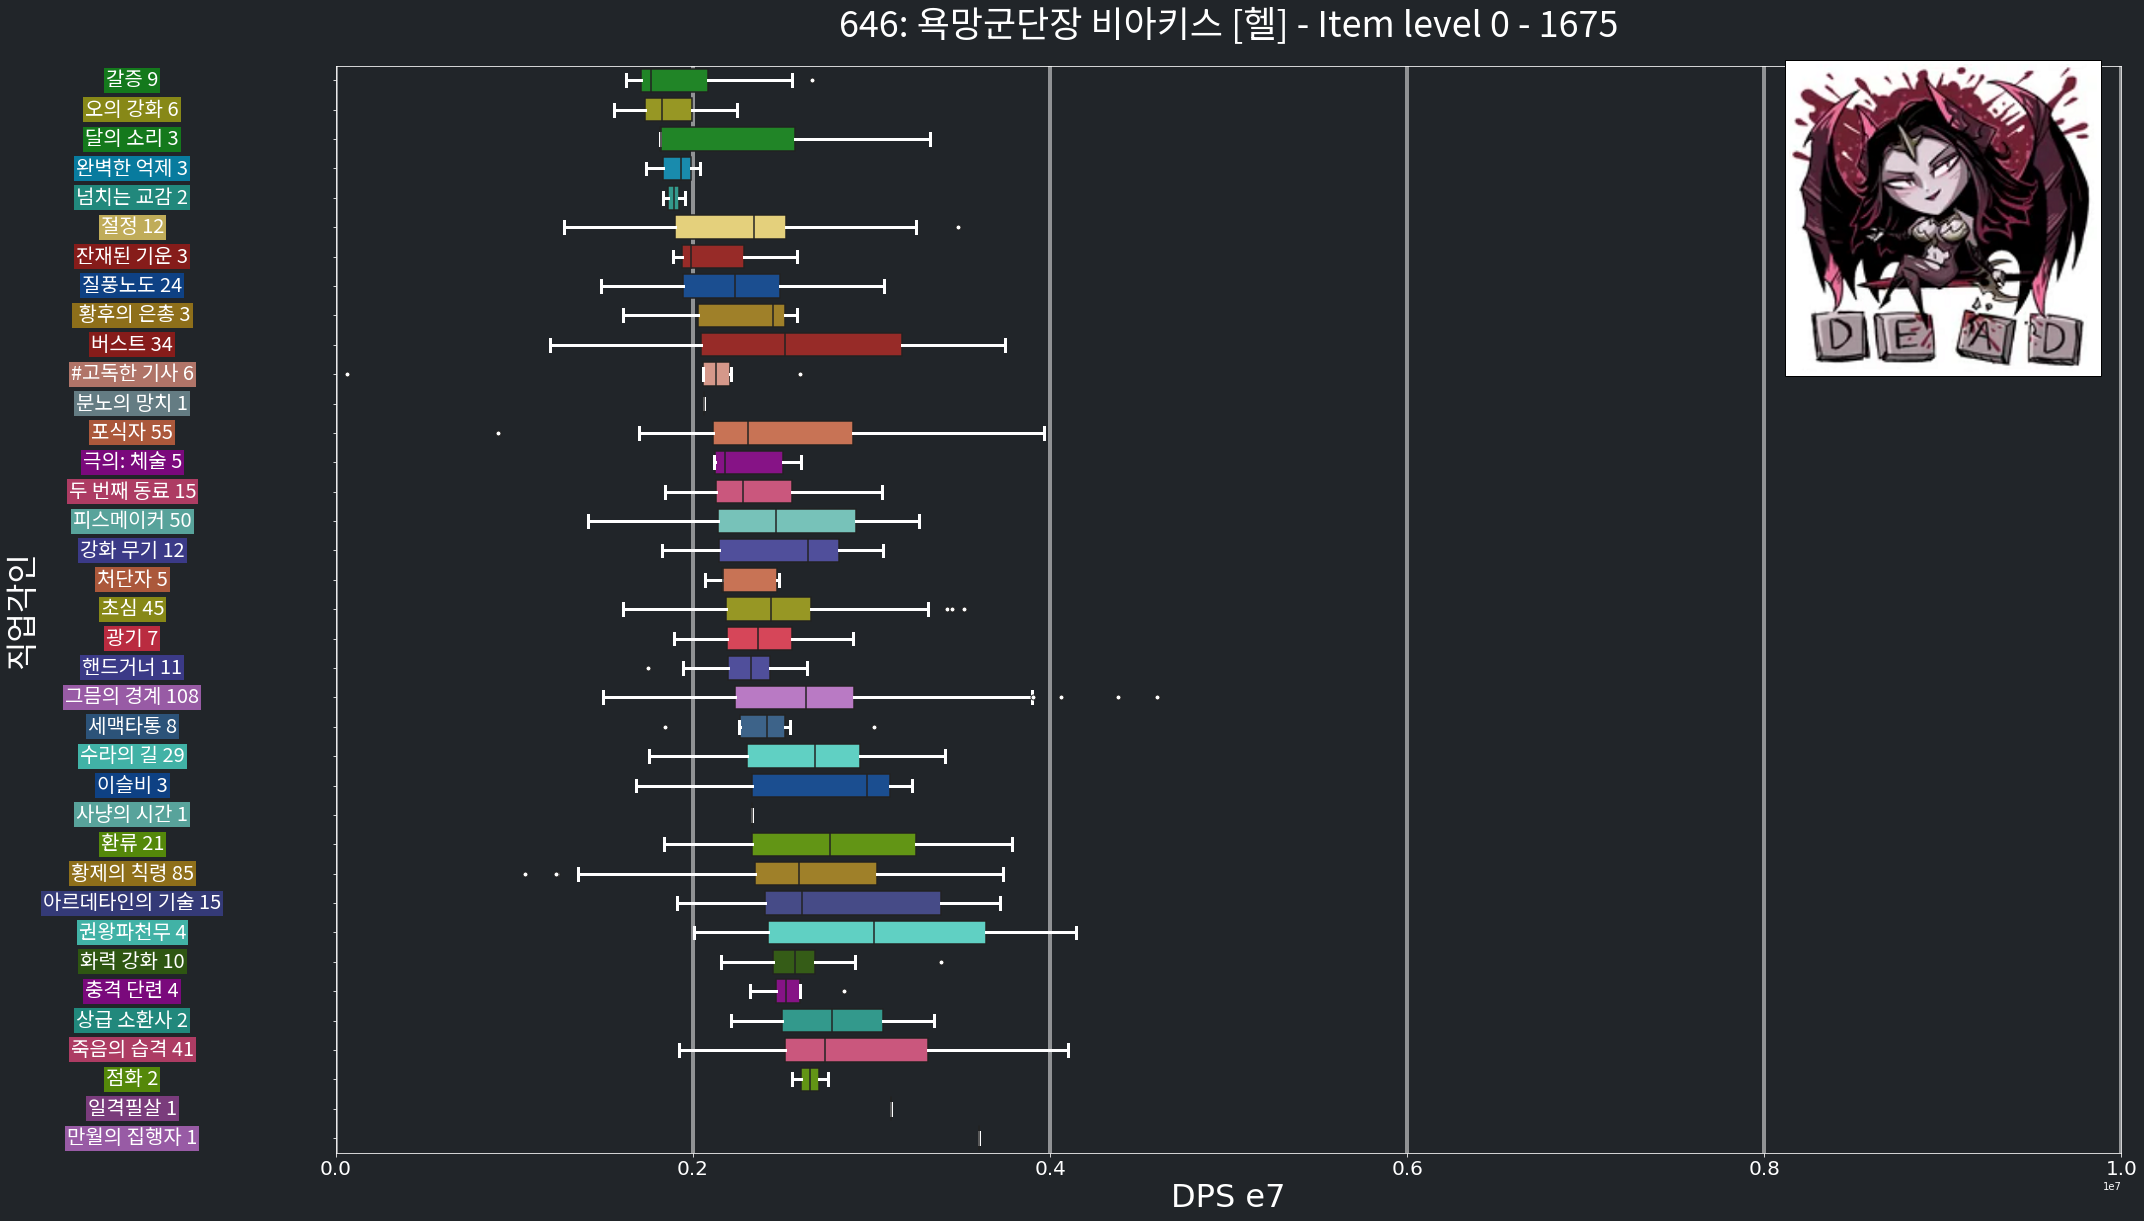 646: 욕망군단장 비아키스 [헬] - Item level 0 - 1675
갈증 9
오의 강화 6
달의 소리 3
완벽한 억제 3
넘치는 교감 2
절정 12
잔재된 기운 3
질풍노도 24
황후의 은총 3
버스트 34
#고독한 기사 6
분노의 망치 1
포식자 55
극의: 체술 5
두 번째 동료 15
피스메이커 50
강화 무기 12
처단자 5
초심 45
광기 7
핸드거너 11
그믐의 경계 108
세맥타통 8
수라의 길 29
이슬비 3
사냥의 시간 1
환류 21
황제의 칙령 85
아르데타인의 기술 15
권왕파천무 4
화력 강화 10
충격 단련 4
상급 소환사 2
죽음의 습격 41
점화 2
일격필살 1
만월의 집행자 1
직업각인
DEAD
0.0 0.2 0.4 0.6 0.8 1.0
1e7
DPS e7